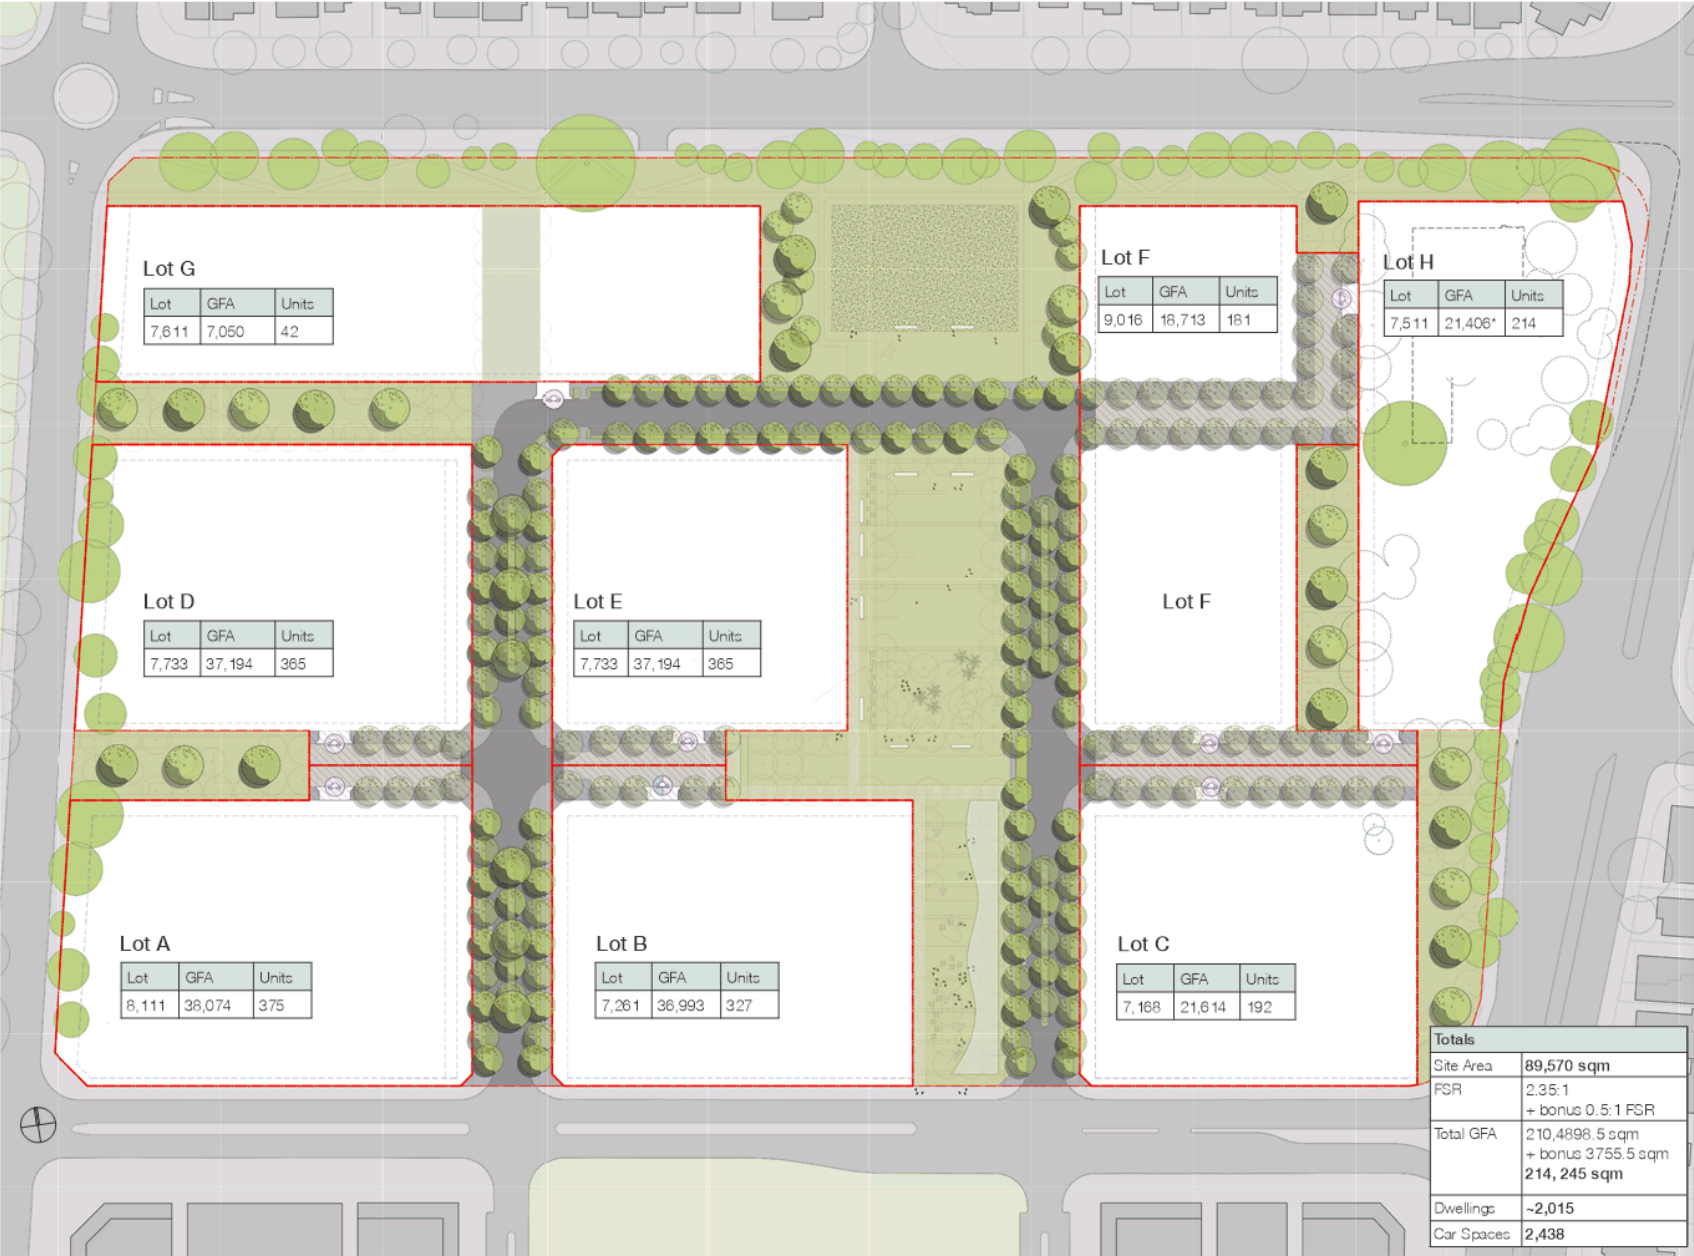 Lot G
Lot GFA Units
7,611 7,050 42
Lot F
Lot GFA Units
9,016 18,713 181
Lot H
Lot GFA Units
7,511 21,406* 214
Lot D
Lot GFA Units
7,733 37,194 365
Lot E
Lot GFA Units
7,733 37,194 365
Lot F
Lot A
Lot GFA Units
8,111 38,074 375
Lot B
Lot GFA Units
7,261 36,993 327
Lot C
Lot GFA Units
7,168 21,614 192
Totals
Site Area 89,570 sqm
FSR 2.35:1
+ bonus 0.5:1 FSR
Total GFA 210,4898.5 sqm
+ bonus 3755.5 sqm
214, 245 sqm
Dwellings ~2,015
Car Spaces 2,438